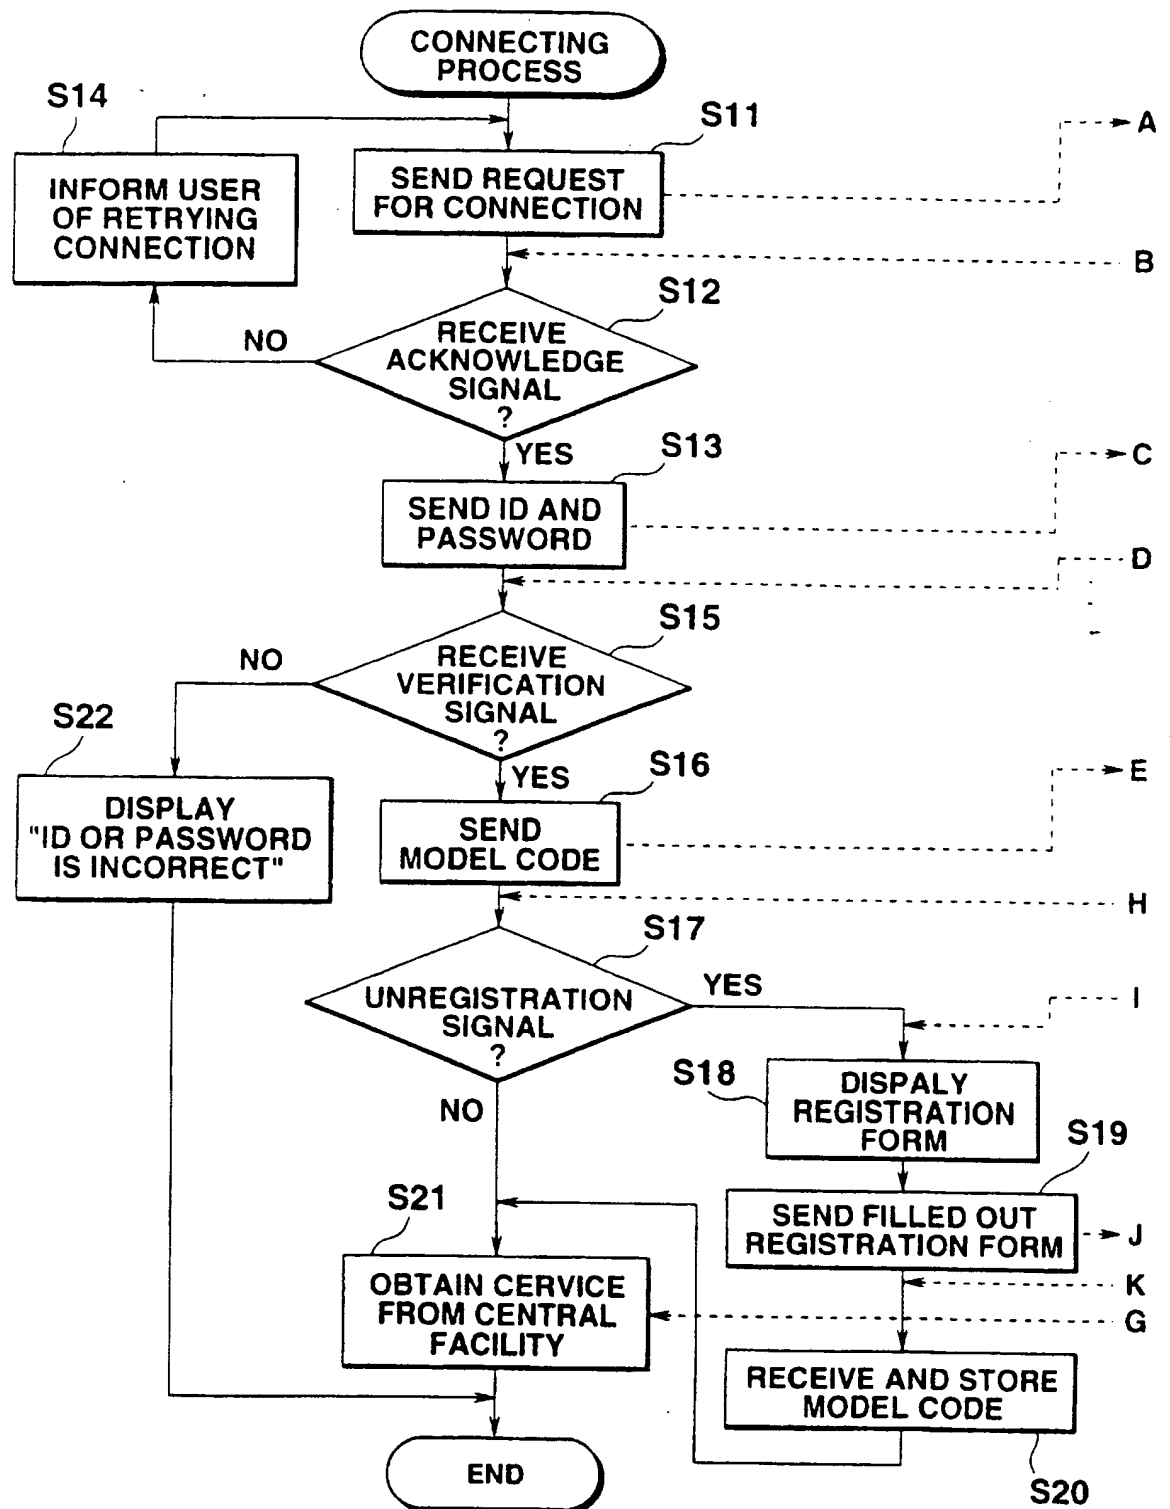 CONNECTING
PROCESS
S14
S11
A
INFORM USER
OF RETRYING
CONNECTION
SEND REQUEST
FOR CONNECTION
B
S12
NO
RECEIVE
ACKNOWLEDGE
SIGNAL
?
YES
S13
C
SEND ID AND
PASSWORD
D
S15
NO
RECEIVE
VERIFICATION
SIGNAL
?
S22
YES
S16
E
DISPLAY
"ID OR PASSWORD
IS INCORRECT"
SEND
MODEL CODE
H
S17
YES
UNREGISTRATION
SIGNAL
?
I
S18
DISPALY
REGISTRATION
FORM
NO
S19
S21
SEND FILLED OUT
REGISTRATION FORM
J
K
OBTAIN CERVICE
FROM CENTRAL
FACILITY
G
RECEIVE AND STORE
MODEL CODE
END
S20